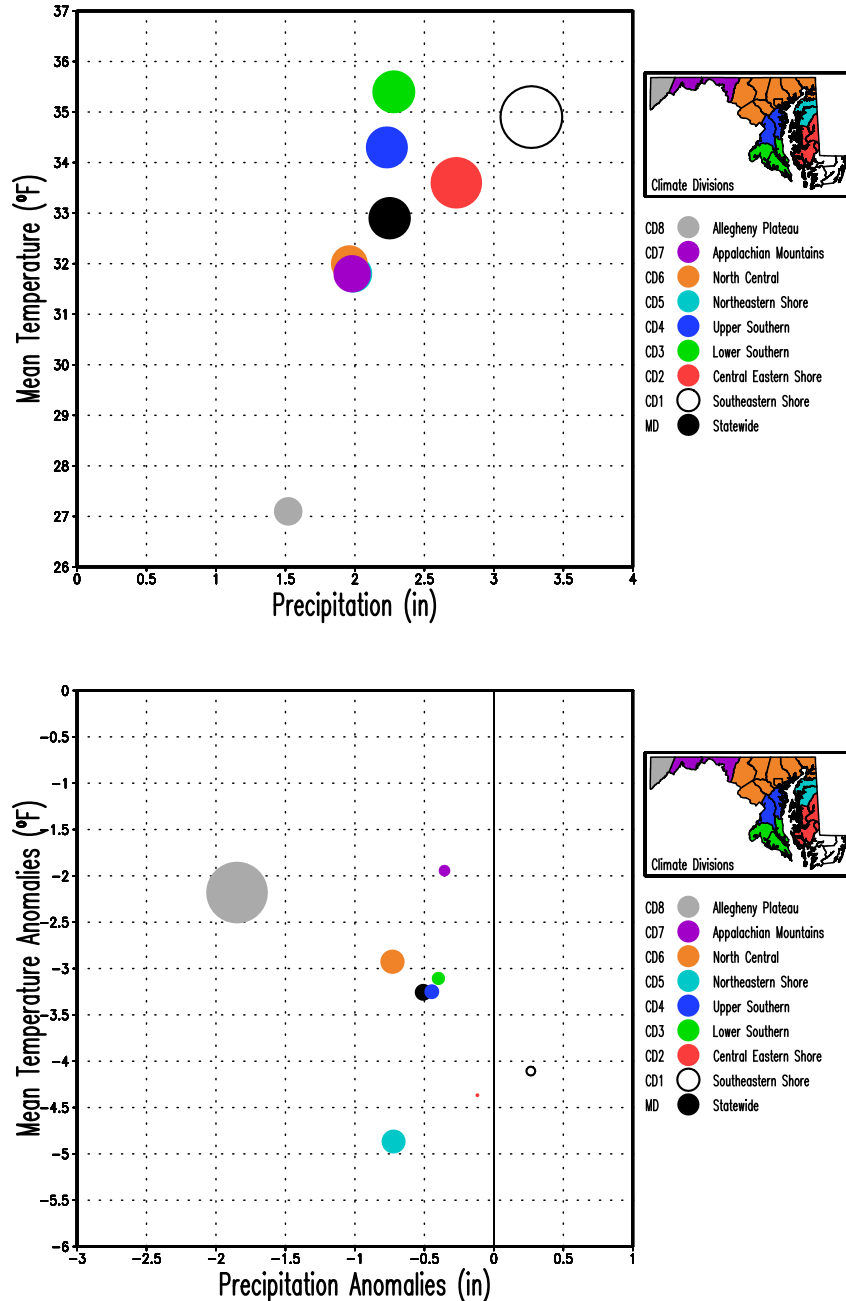 37
36
35
34
33
32
31
30
29
28
27
26
Mean Temperature (°F)
0 0.5 1 1.5 2 2.5 3 3.5 4
Precipitation (in)
Climate Divisions
CD8 Allegheny Plateau
CD7 Appalachian Mountains
CD6 North Central
CD5 Northeastern Shore
CD4 Upper Southern
CD3 Lower Southern
CD2 Central Eastern Shore
CD1 Southeastern Shore
MD Statewide
0
-0.5
-1
-1.5
-2
-2.5
-3
-3.5
-4
-4.5
-5
-5.5
-6
Mean Temperature Anomalies (°F)
-3 -2.5 -2 -1.5 -1 -0.5 0 0.5 1
Precipitation Anomalies (in)
Climate Divisions
CD8 Allegheny Plateau
CD7 Appalachian Mountains
CD6 North Central
CD5 Northeastern Shore
CD4 Upper Southern
CD3 Lower Southern
CD2 Central Eastern Shore
CD1 Southeastern Shore
MD Statewide